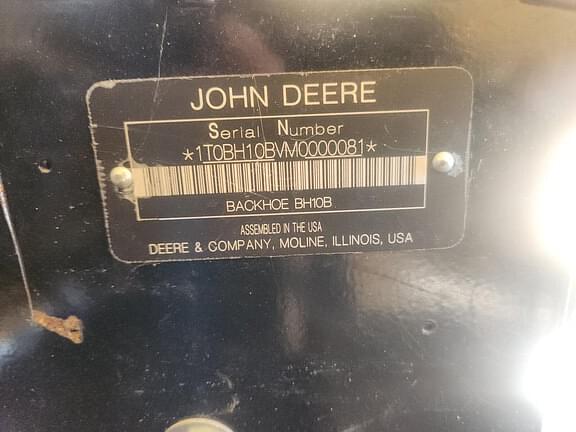 JOHN DEERE
Serial Number
*1T0BH10BVM0000081*
BACKHOE BH10B
ASSEMBLED IN THE USA
DEERE & COMPANY, MOLINE, ILLINOIS, USA